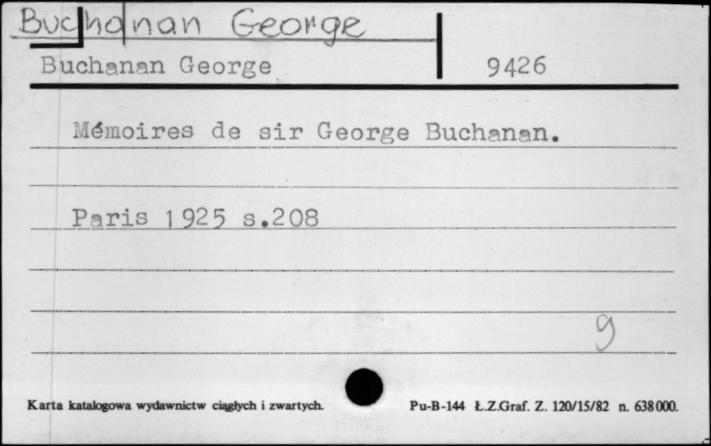 Buchanan George
Buchanan George 9426
Mémoires de sir George Buchanan.
Paris 1925 s.208
g
Karta katalogowa wydawnictw ciągłych i zwartych. Pu-B-144 Ł.Z.Graf. Z. 120/15/82 n. 638000.